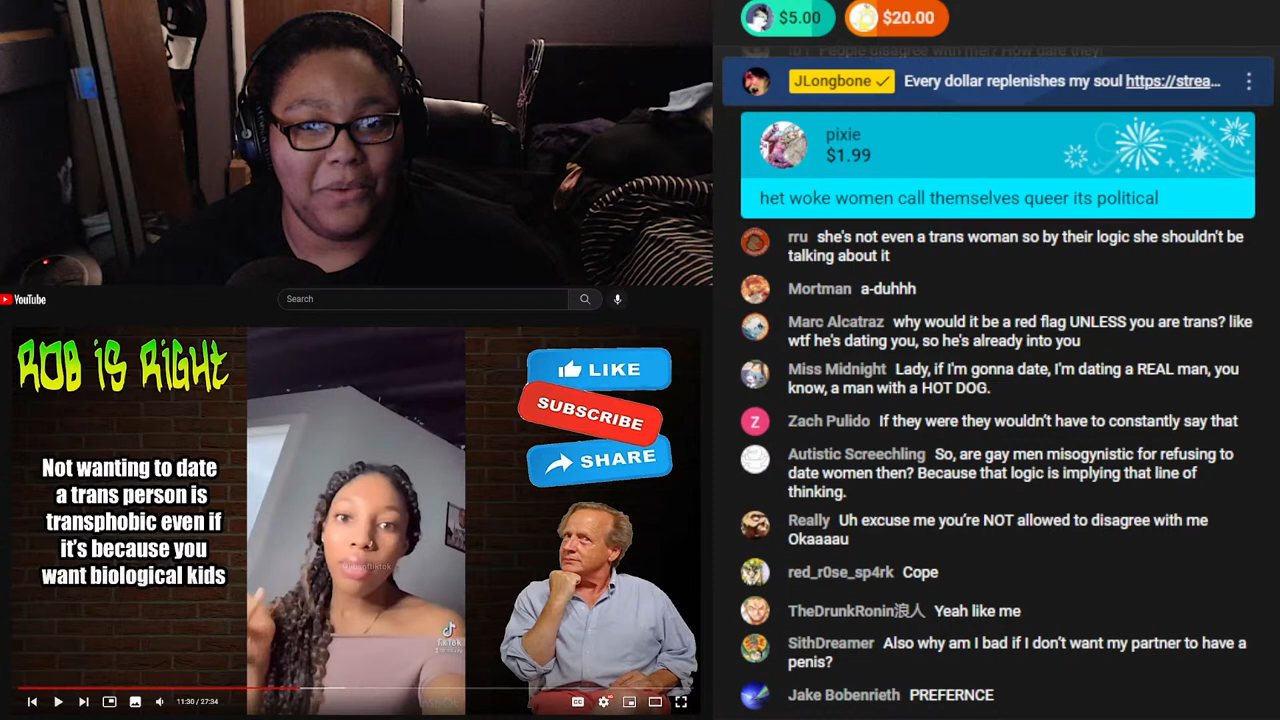 $5.00
$20.00
People disagree with me? How dare they!
JLongbone Every dollar replenishes my soul https://strea...
pixie
$1.99
het woke women call themselves queer its political
rru she's not even a trans woman so by their logic she shouldn't be
talking about it
Mortman a-duhhh
Marc Alcatraz why would it be a red flag UNLESS you are trans? like
wtf he's dating you, so he's already into you
Miss Midnight Lady, if I'm gonna date, I'm dating a REAL man, you
know, a man with a HOT DOG.
Z Zach Pulido If they were they wouldn't have to constantly say that
Autistic Screechling So, are gay men misogynistic for refusing to
date women then? Because that logic is implying that line of
thinking.
Really Uh excuse me you're NOT allowed to disagree with me
Okaaaau
red_r0se_sp4rk Cope
TheDrunkRonin浪人 Yeah like me
SithDreamer Also why am I bad if I don't want my partner to have a
penis?
Jake Bobenrieth PREFERNCE
YouTube
Search
ROB iS RiGHT
Not wanting to date
a trans person is
transphobic even if
it's because you
want biological kids
LIKE
SUBSCRIBE
SHARE
TikTok
11:30 / 27:34
CC